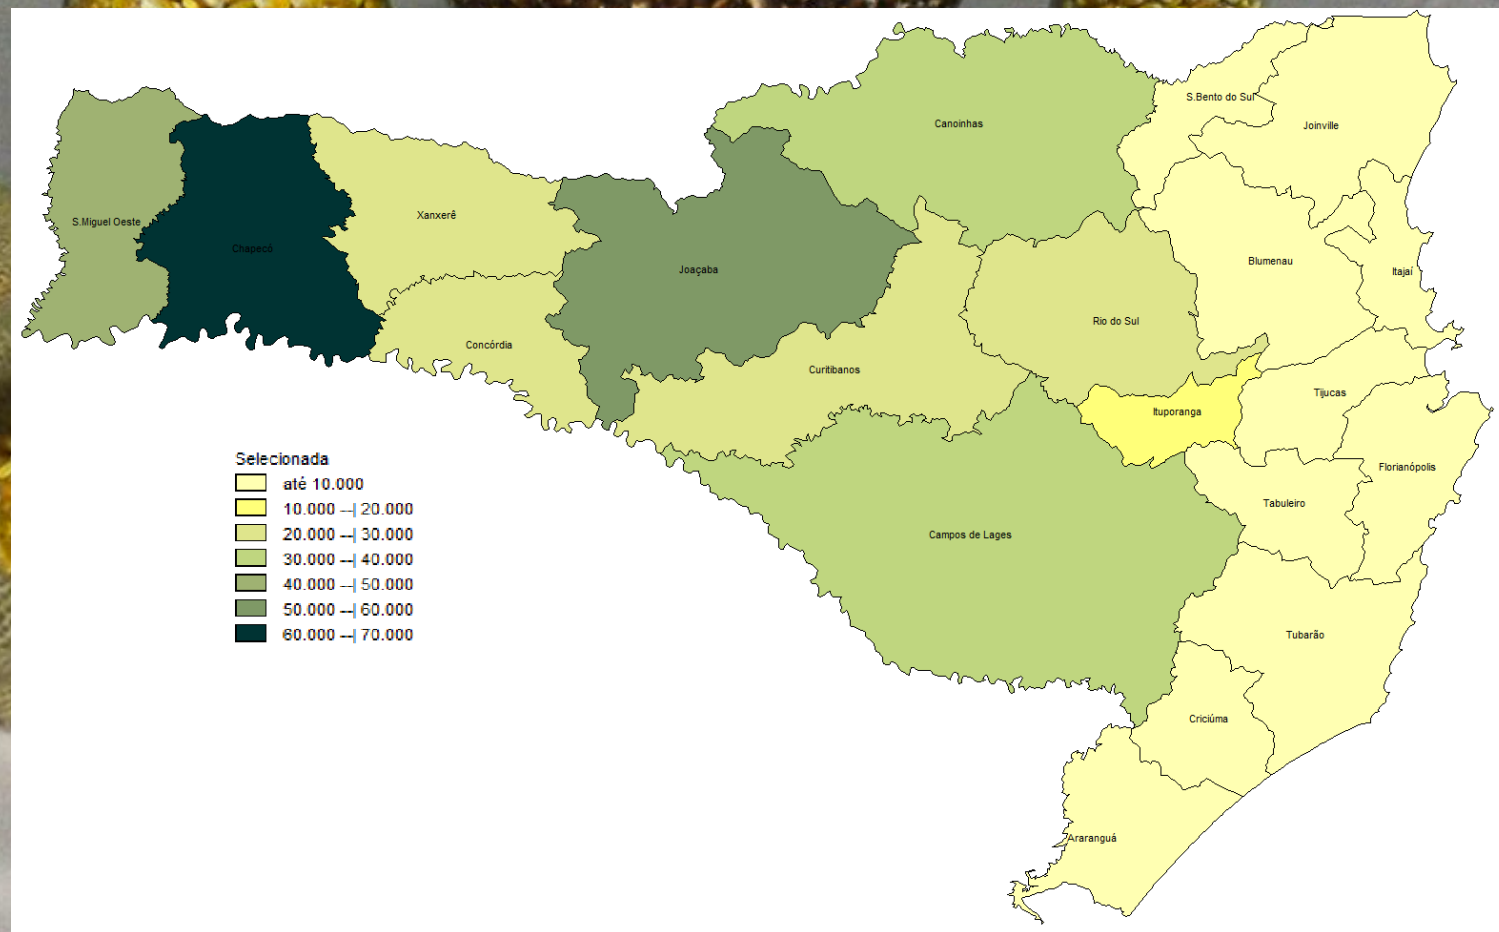 S.Bento do Sul
Joinville
Canoinhas
Xanxerê
S.Miguel Oeste
Chapecó
Joaçaba
Blumenau
Itajaí
Rio do Sul
Concórdia
Curitibanos
Tijucas
Ituporanga
Florianópolis
Tabuleiro
Campos de Lages
Tubarão
Criciúma
Araranguá
Selecionada
até 10.000
10.000 --| 20.000
20.000 --| 30.000
30.000 --| 40.000
40.000 --| 50.000
50.000 --| 60.000
60.000 --| 70.000